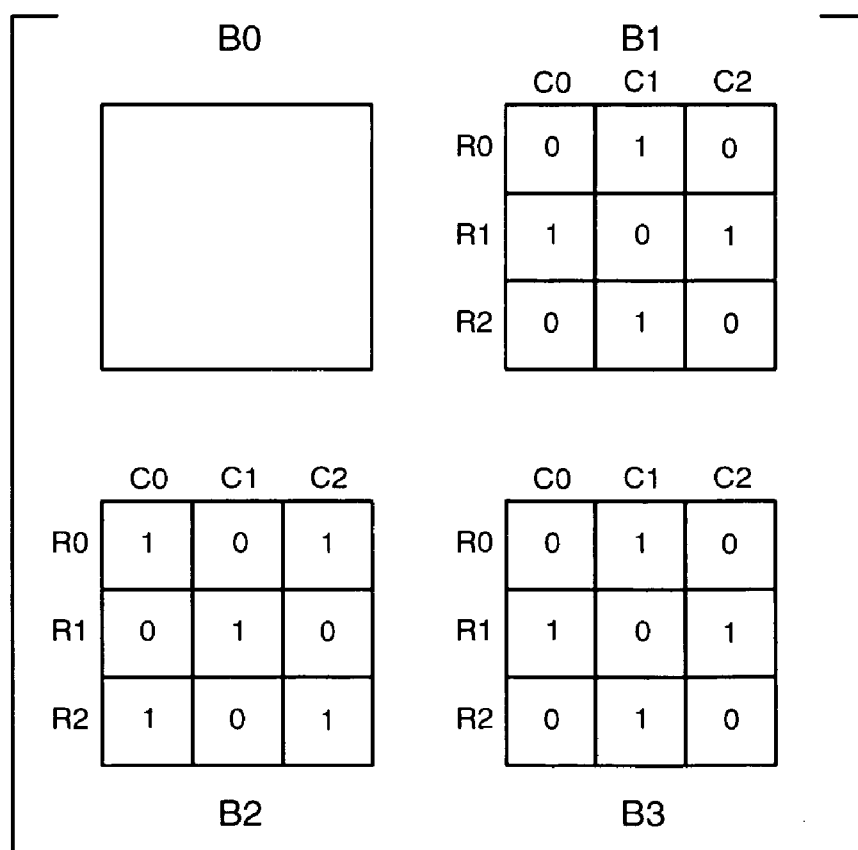 B0 B1
C0 C1 C2
R0 0 1 0
R1 1 0 1
R2 0 1 0
C0 C1 C2 C0 C1 C2
R0 1 0 1 R0 0 1 0
R1 0 1 0 R1 1 0 1
R2 1 0 1 R2 0 1 0
B2 B3